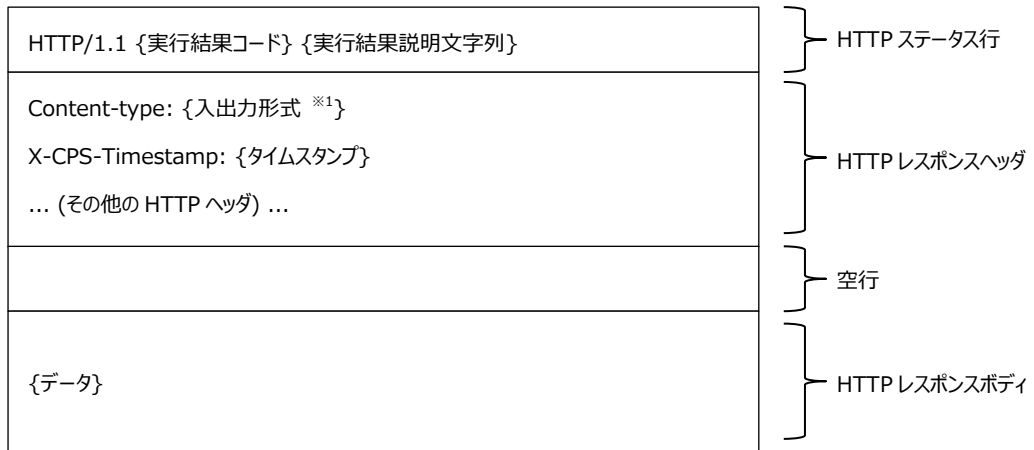 HTTP/1.1 {実行結果コード} {実行結果説明文字列}
HTTP ステータス行
Content-type: {入出力形式 ※1}
X-CPS-Timestamp: {タイムスタンプ}
HTTP レスポンスヘッダ
... (その他の HTTP ヘッダ) ...
空行
{データ}
HTTP レスポンスボディ